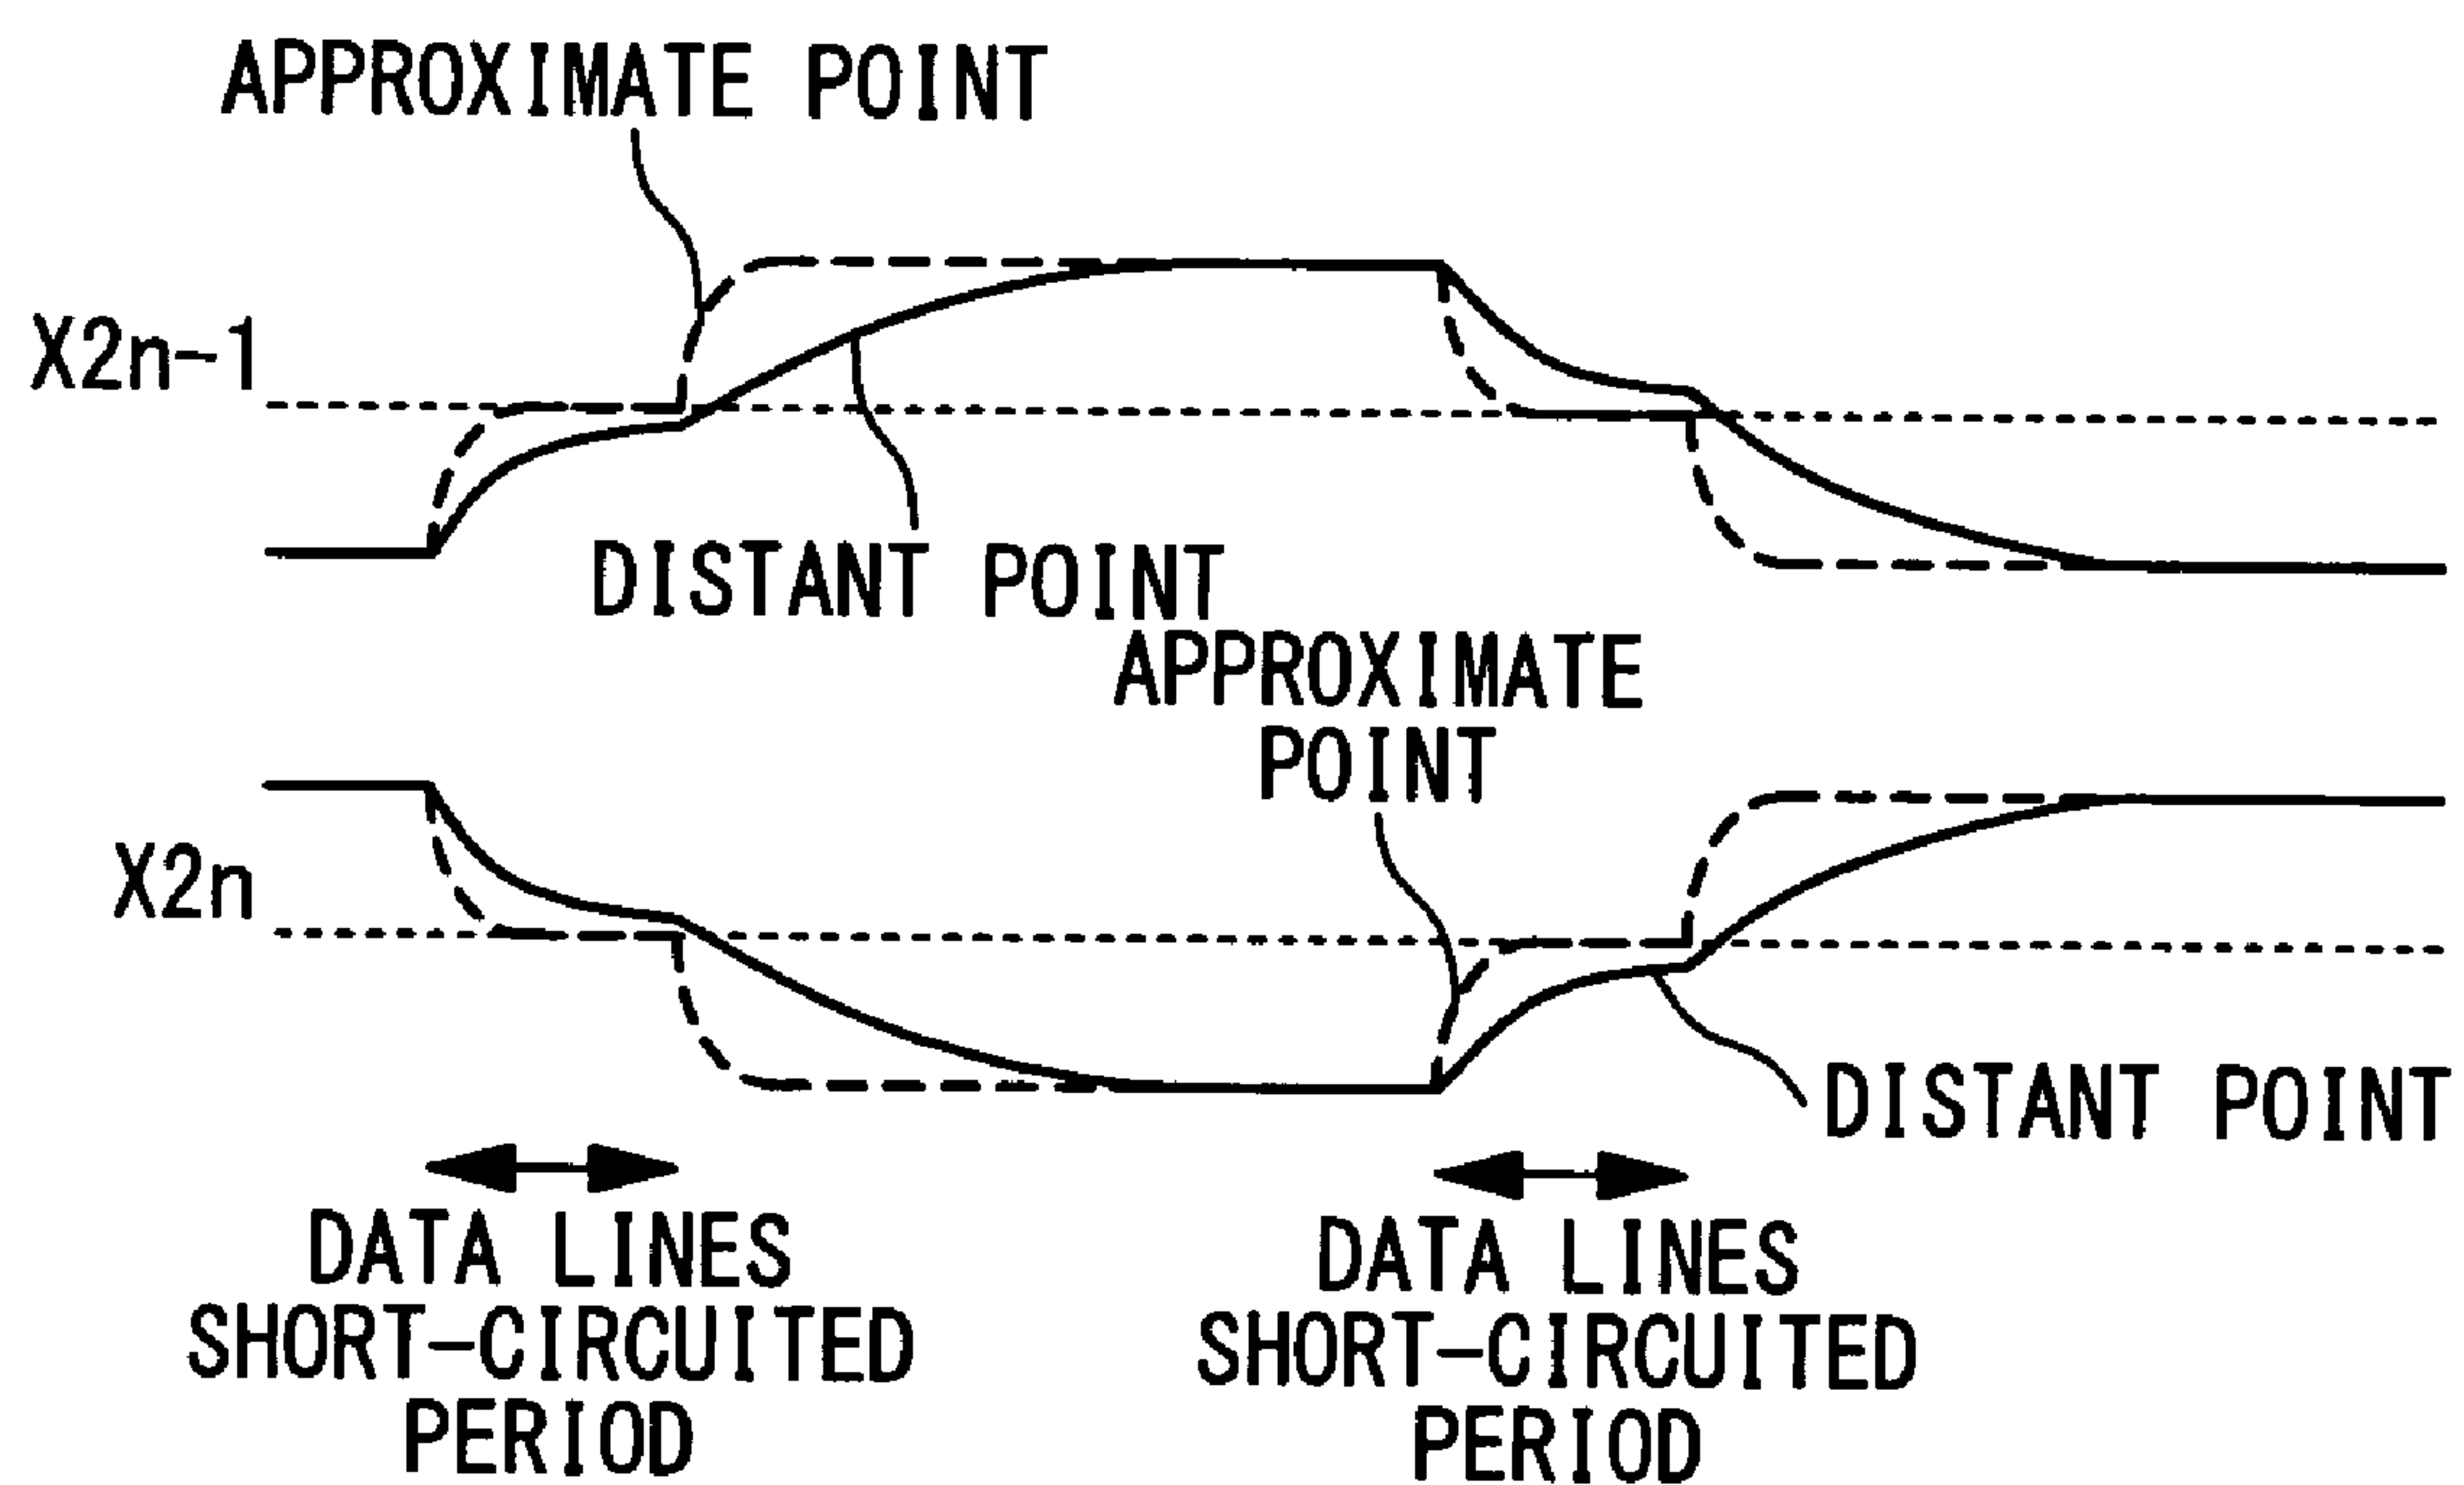 APPROXIMATE POINT
X2n-1
DISTANT POINT
APPROXIMATE
POINT
X2n
DISTANT POINT
DATA LINES
SHORT-CIRCUITED
PERIOD
DATA LINES
SHORT-CIRCUITED
PERIOD